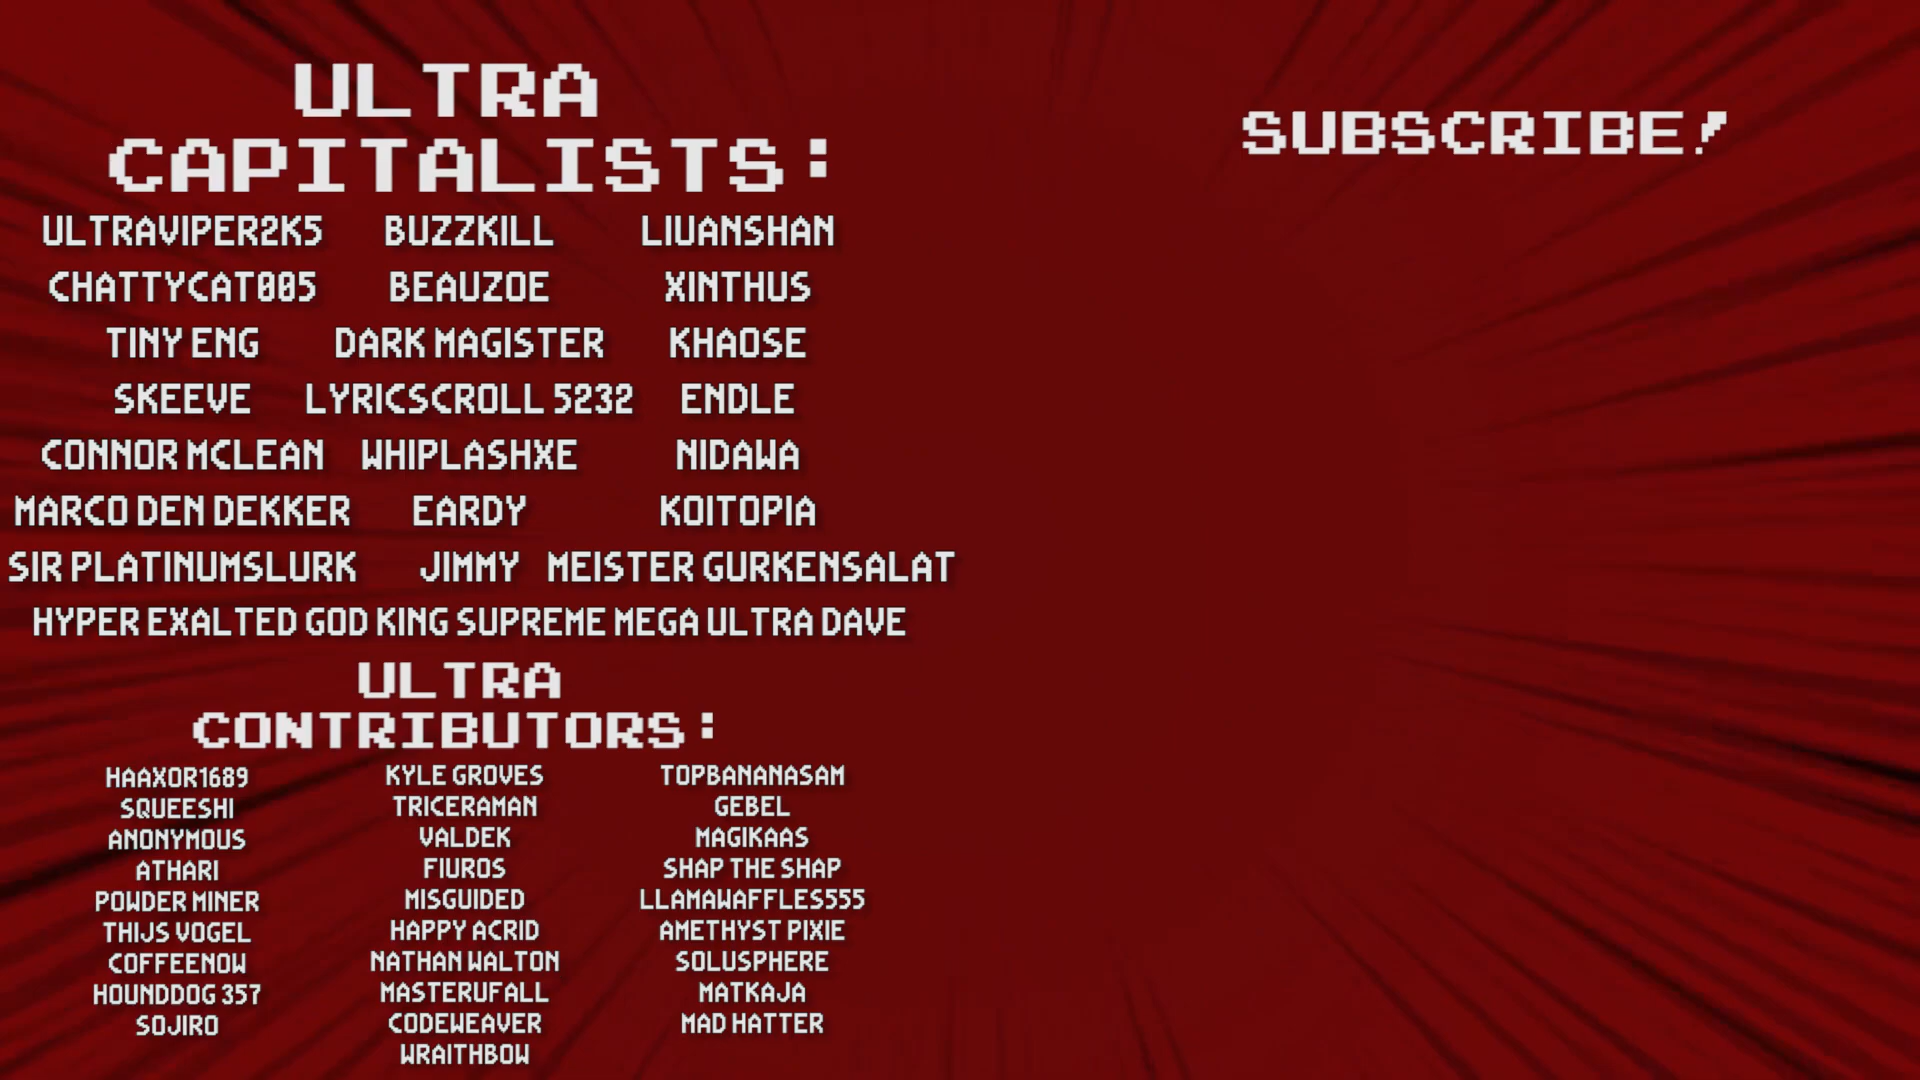 ULTRA
CAPITALISTS:
ULTRAVIPER2K5 BUZZKILL LIUANSHAN
CHATTYCAT005 BEAUZOE XINTHUS
TINY ENG DARK MAGISTER KHAOSE
SKEEVE LYRICSCROLL 5232 ENDLE
CONNOR MCLEAN WHIPLASHXE NIDAWA
MARCO DEN DEKKER EARDY KOITOPIA
SIR PLATINUMSLURK JIMMY MEISTER GURKENSALAT
HYPER EXALTED GOD KING SUPREME MEGA ULTRA DAVE
ULTRA
CONTRIBUTORS:
HAAXOR1689 KYLE GROVES TOPBANANASAM
SQUEESHI TRICERAMAN GEBEL
ANONYMOUS VALDEK MAGIKAAS
ATHARI FIUROS SHAP THE SHAP
POWDER MINER MISGUIDED LLAMAWAFFLES555
THIJS VOGEL HAPPY ACRID AMETHYST PIXIE
COFFEENOW NATHAN WALTON SOLUSPHERE
HOUNDDOG 357 MASTERUFALL MATKAJA
SOJIRO CODEWEAVER MAD HATTER
WRAITHBOW
SUBSCRIBE!